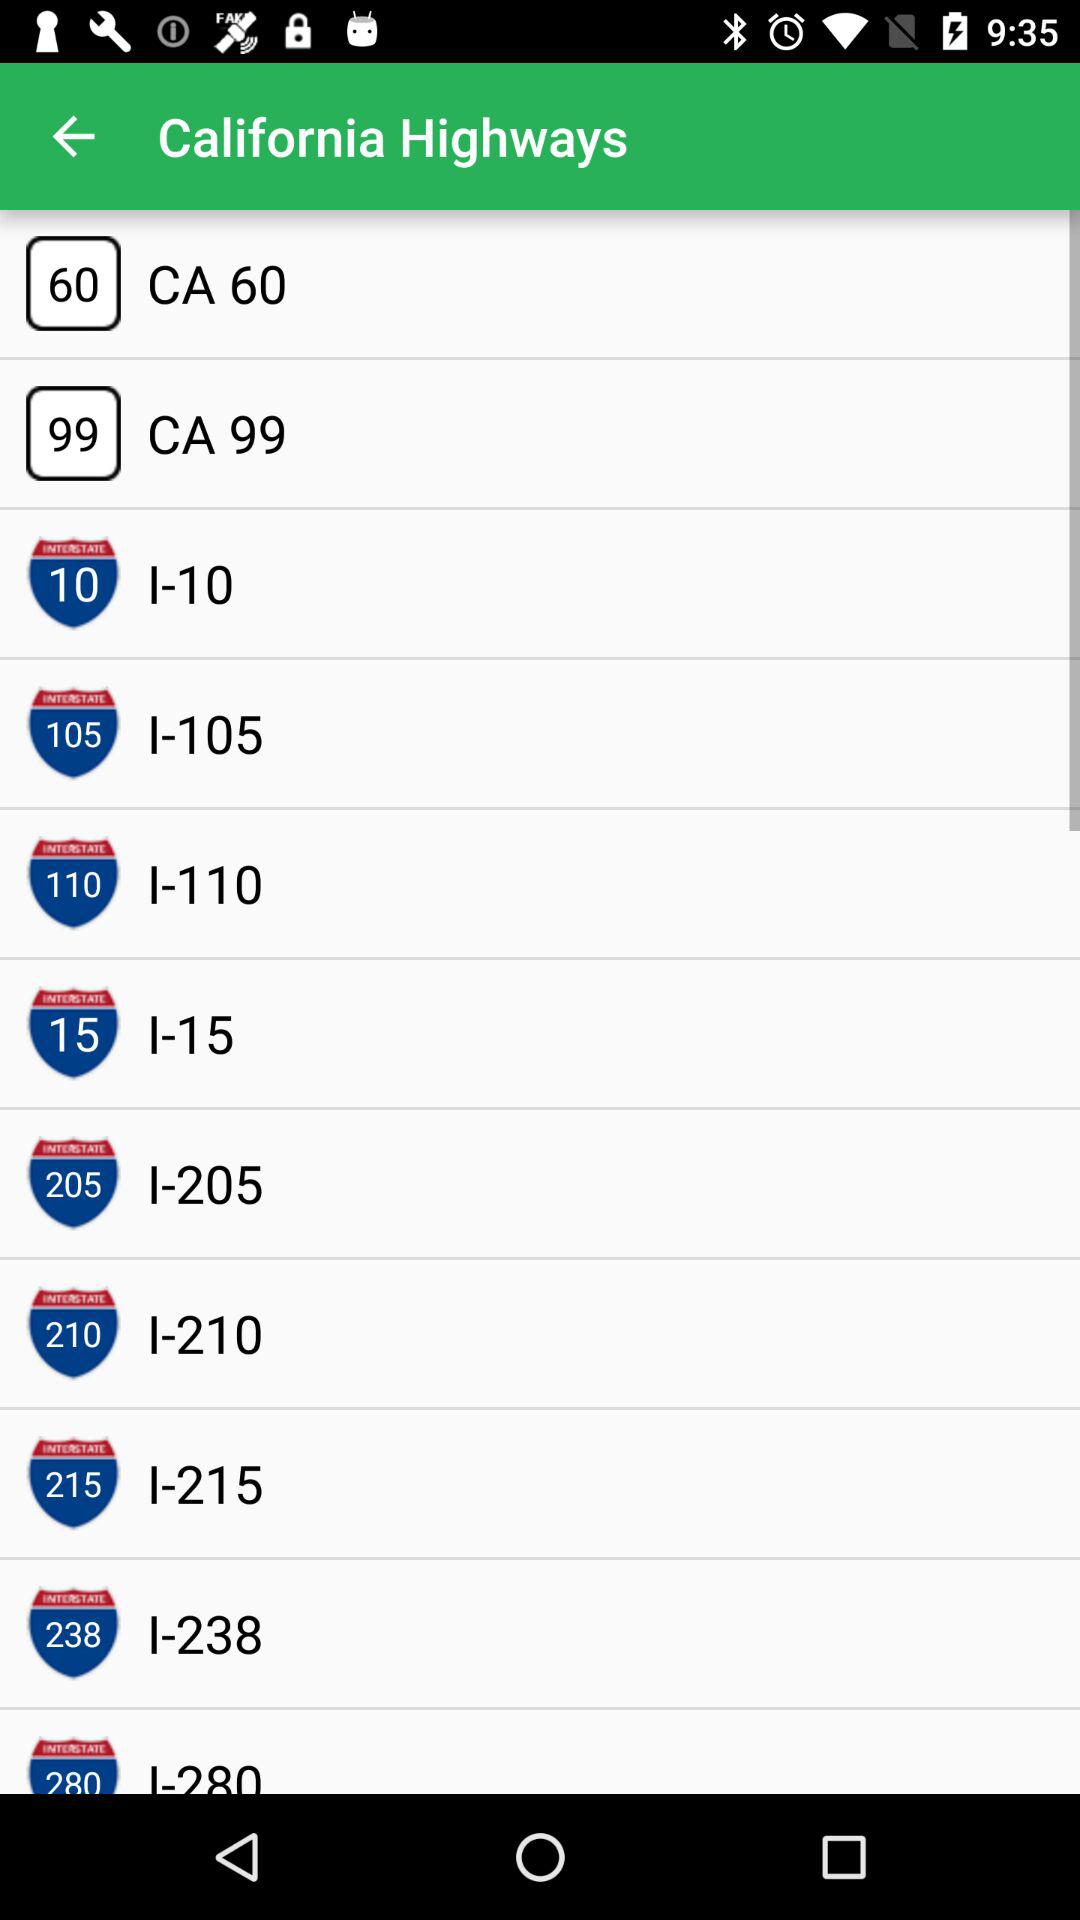 FAKE 9:35
California Highways
60 CA 60
99 CA 99
INTERSTATE 10 I-10
INTERSTATE 105 I-105
INTERSTATE 110 I-110
INTERSTATE 15 I-15
INTERSTATE 205 I-205
INTERSTATE 210 I-210
INTERSTATE 215 I-215
INTERSTATE 238 I-238
INTERSTATE 280 I-280